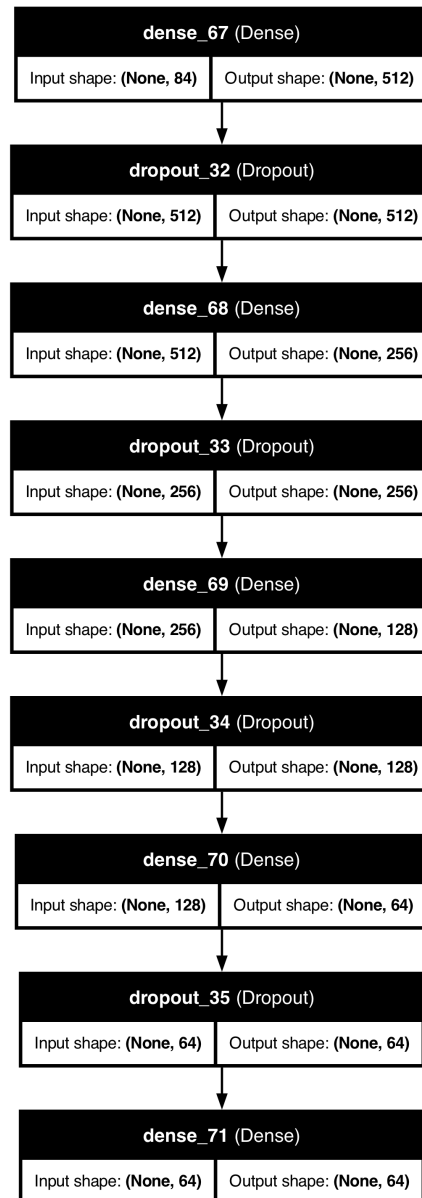 dense_67 (Dense)
Input shape: (None, 84) Output shape: (None, 512)
dropout_32 (Dropout)
Input shape: (None, 512) Output shape: (None, 512)
dense_68 (Dense)
Input shape: (None, 512) Output shape: (None, 256)
dropout_33 (Dropout)
Input shape: (None, 256) Output shape: (None, 256)
dense_69 (Dense)
Input shape: (None, 256) Output shape: (None, 128)
dropout_34 (Dropout)
Input shape: (None, 128) Output shape: (None, 128)
dense_70 (Dense)
Input shape: (None, 128) Output shape: (None, 64)
dropout_35 (Dropout)
Input shape: (None, 64) Output shape: (None, 64)
dense_71 (Dense)
Input shape: (None, 64) Output shape: (None, 64)